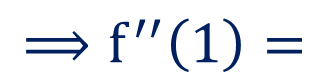 ⟹ f′′(1) =